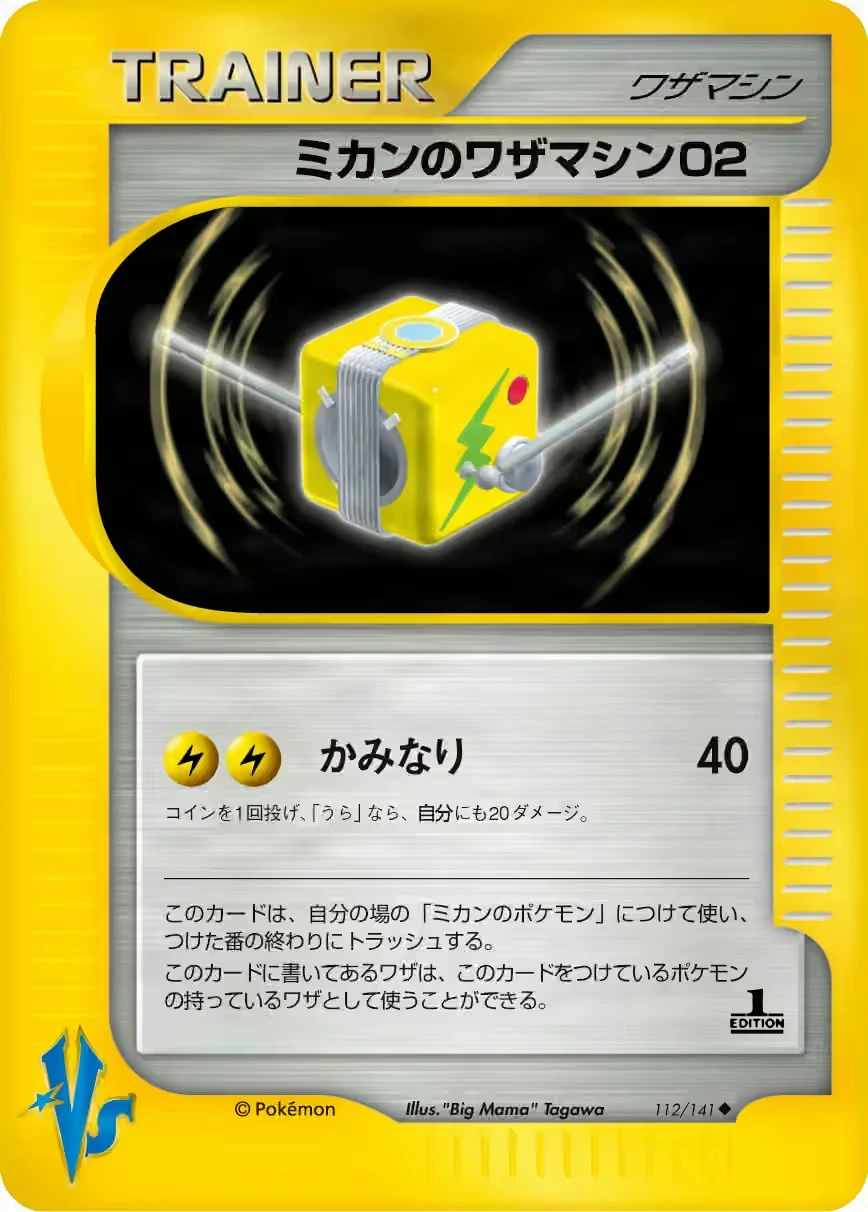 TRAINER
ワザマシン
ミカンのワザマシン02
かみなり 40
コインを1回投げ、「うら」なら、自分にも20ダメージ。
このカードは、自分の場の「ミカンのポケモン」につけて使い、
つけた番の終わりにトラッシュする。
このカードに書いてあるワザは、このカードをつけているポケモン
の持っているワザとして使うことができる。
1
EDITION
VS
© Pokémon Illus."Big Mama" Tagawa 112/141◆